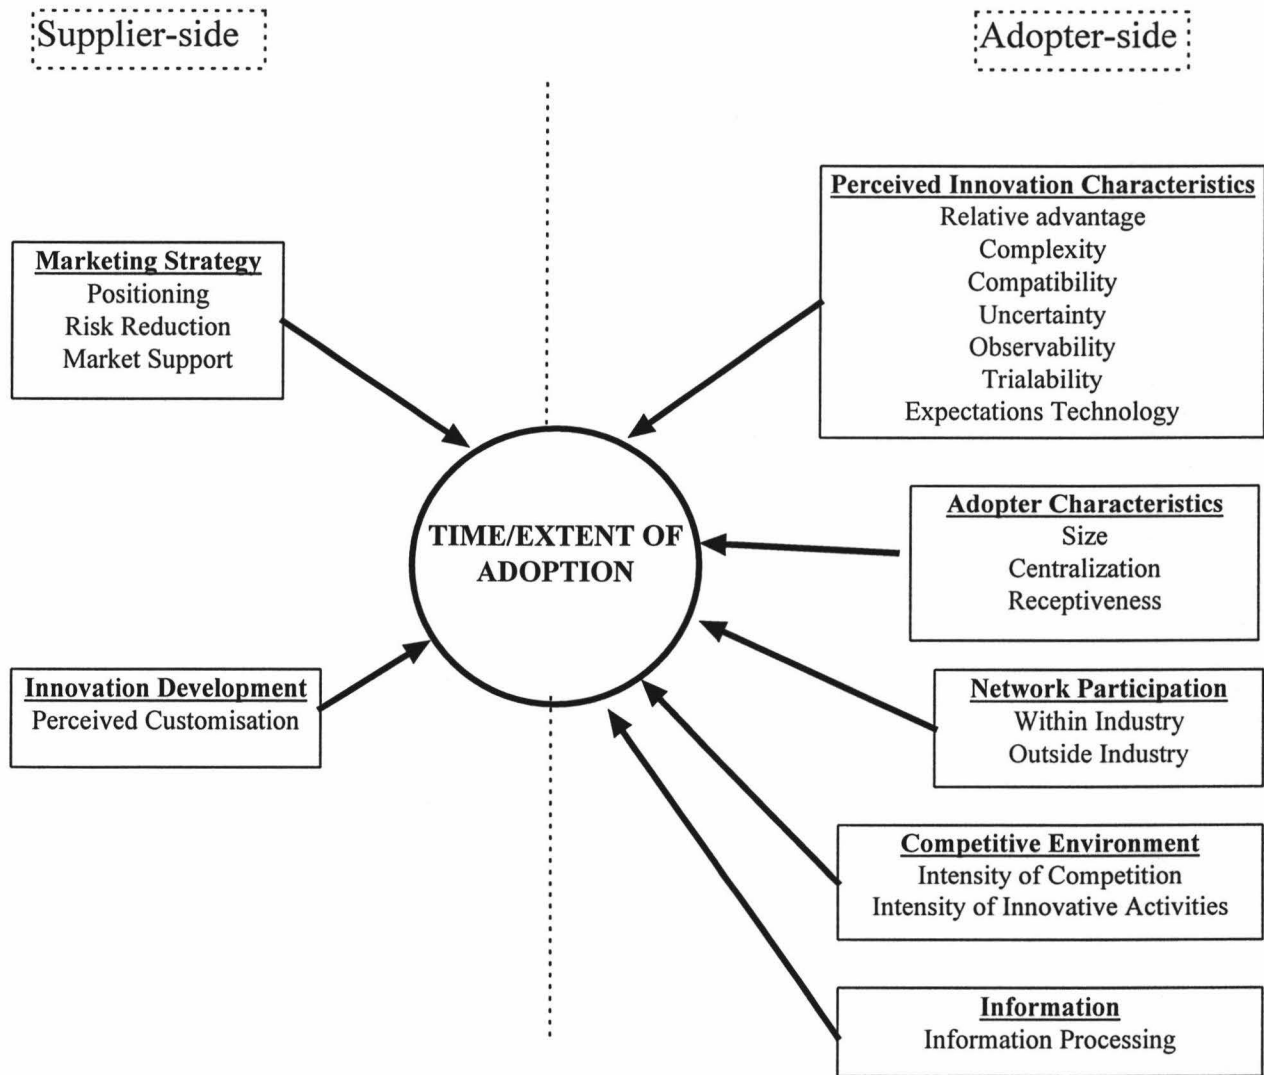 Supplier-side
Adopter-side
Marketing Strategy
Positioning
Risk Reduction
Market Support
Innovation Development
Perceived Customisation
TIME/EXTENT OF
ADOPTION
Perceived Innovation Characteristics
Relative advantage
Complexity
Compatibility
Uncertainty
Observability
Trialability
Expectations Technology
Adopter Characteristics
Size
Centralization
Receptiveness
Network Participation
Within Industry
Outside Industry
Competitive Environment
Intensity of Competition
Intensity of Innovative Activities
Information
Information Processing